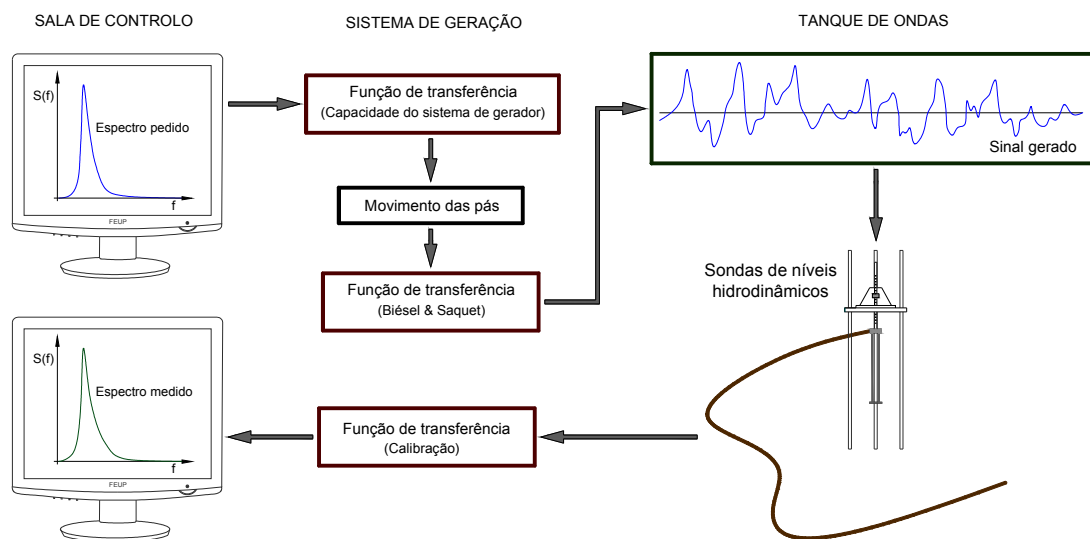 SALA DE CONTROLO
SISTEMA DE GERAÇÃO
TANQUE DE ONDAS
S(f)
Espectro pedido
f
FEUP
Função de transferência
(Capacidade do sistema de gerador)
Movimento das pás
Função de transferência
(Biésel & Saquet)
Sinal gerado
Sondas de níveis
hidrodinâmicos
Função de transferência
(Calibração)
S(f)
Espectro medido
f
FEUP